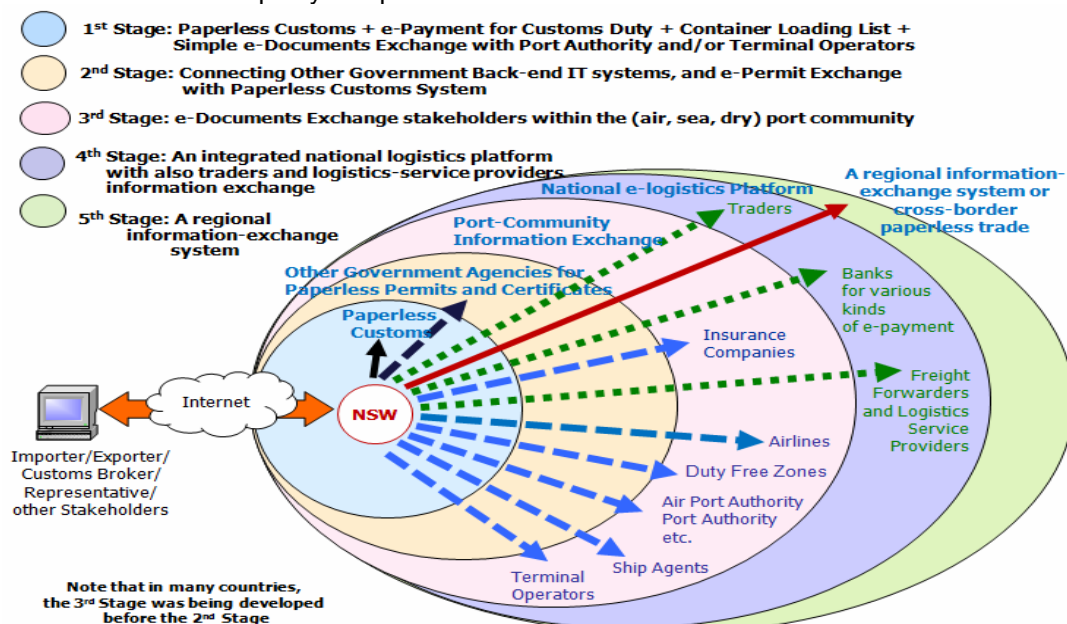 1st Stage: Paperless Customs + e-Payment for Customs Duty + Container Loading List +
Simple e-Documents Exchange with Port Authority and/or Terminal Operators
2nd Stage: Connecting Other Government Back-end IT systems, and e-Permit Exchange
with Paperless Customs System
3rd Stage: e-Documents Exchange stakeholders within the (air, sea, dry) port community
4th Stage: An integrated national logistics platform
with also traders and logistics-service providers
information exchange
5th Stage: A regional
information-exchange
system
A regional information-
exchange system or
cross-border
paperless trade
National e-logistics Platform
Traders
Port-Community
Information Exchange
Other Government Agencies for
Paperless Permits and Certificates
Paperless
Customs
Banks
for various
kinds
of e-payment
Insurance
Companies
Freight
Forwarders
and Logistics
Service
Providers
Internet
NSW
Airlines
Duty Free Zones
Air Port Authority
Port Authority
etc.
Ship Agents
Terminal
Operators
Importer/Exporter/
Customs Broker/
Representative/
other Stakeholders
Note that in many countries,
the 3rd Stage was being developed
before the 2nd Stage